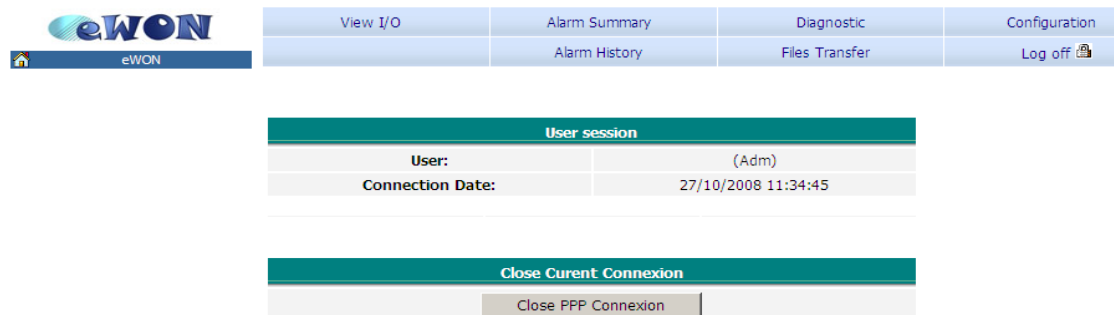 eWON
View I/O Alarm Summary Diagnostic Configuration
eWON
Alarm History Files Transfer Log off
User session
User: (Adm)
Connection Date: 27/10/2008 11:34:45
Close Curent Connexion
Close PPP Connexion